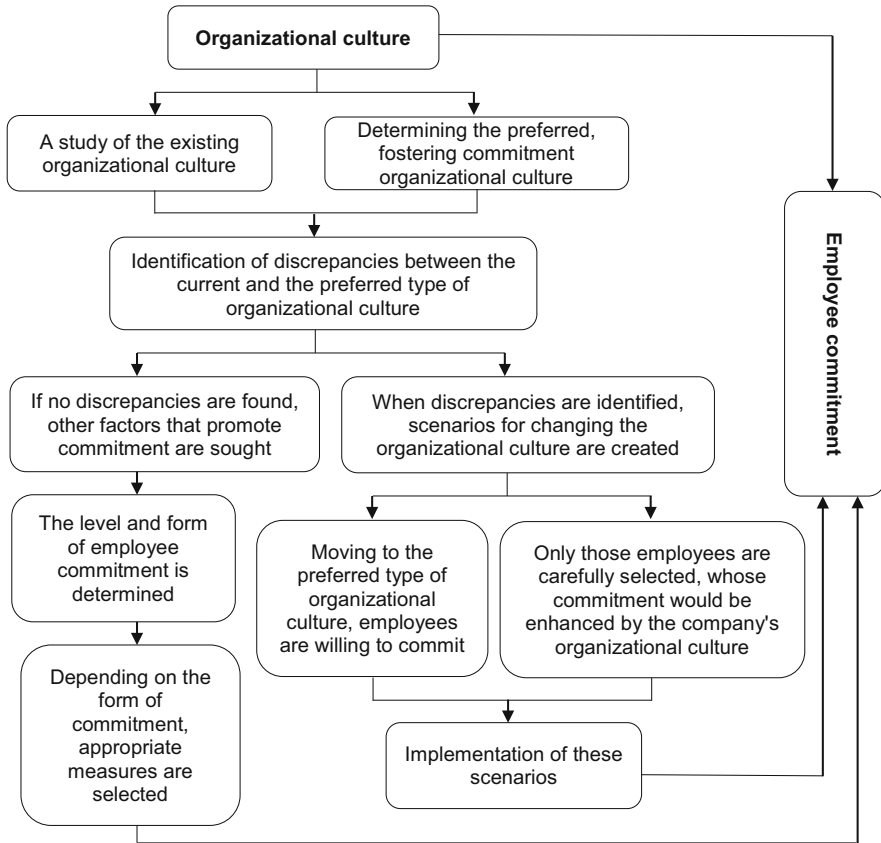 Organizational culture
A study of the existing
organizational culture
Determining the preferred,
fostering commitment
organizational culture
Identification of discrepancies between the
current and the preferred type of
organizational culture
If no discrepancies are found,
other factors that promote
commitment are sought
When discrepancies are identified,
scenarios for changing the
organizational culture are created
The level and form
of employee
commitment is
determined
Moving to the
preferred type of
organizational
culture, employees
are willing to commit
Only those employees are
carefully selected, whose
commitment would be
enhanced by the company's
organizational culture
Depending on the
form of
commitment,
appropriate
measures are
selected
Implementation of these
scenarios
Employee commitment